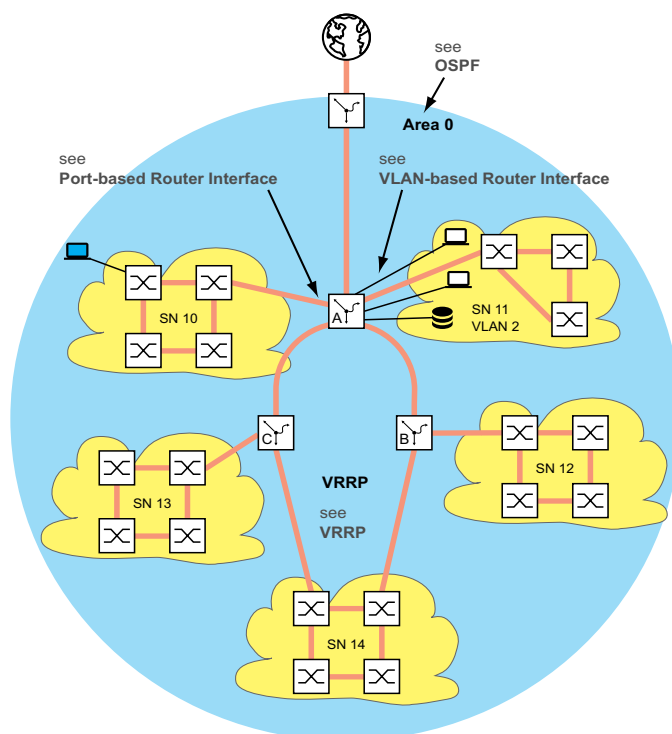 see
OSPF
Area 0
see
Port-based Router Interface
see
VLAN-based Router Interface
SN 10
A
SN 11
VLAN 2
C
B
SN 13
VRRP
SN 12
see
VRRP
SN 14